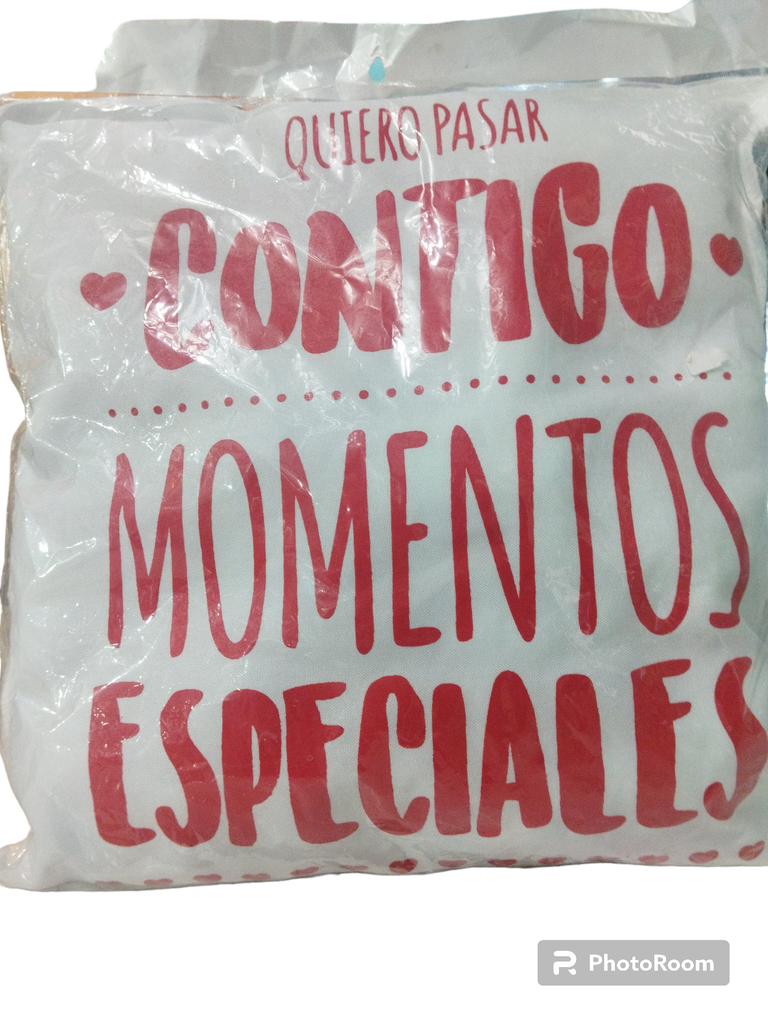 QUIERO PASAR
CONTIGO
MOMENTOS
ESPECIALES
PhotoRoom